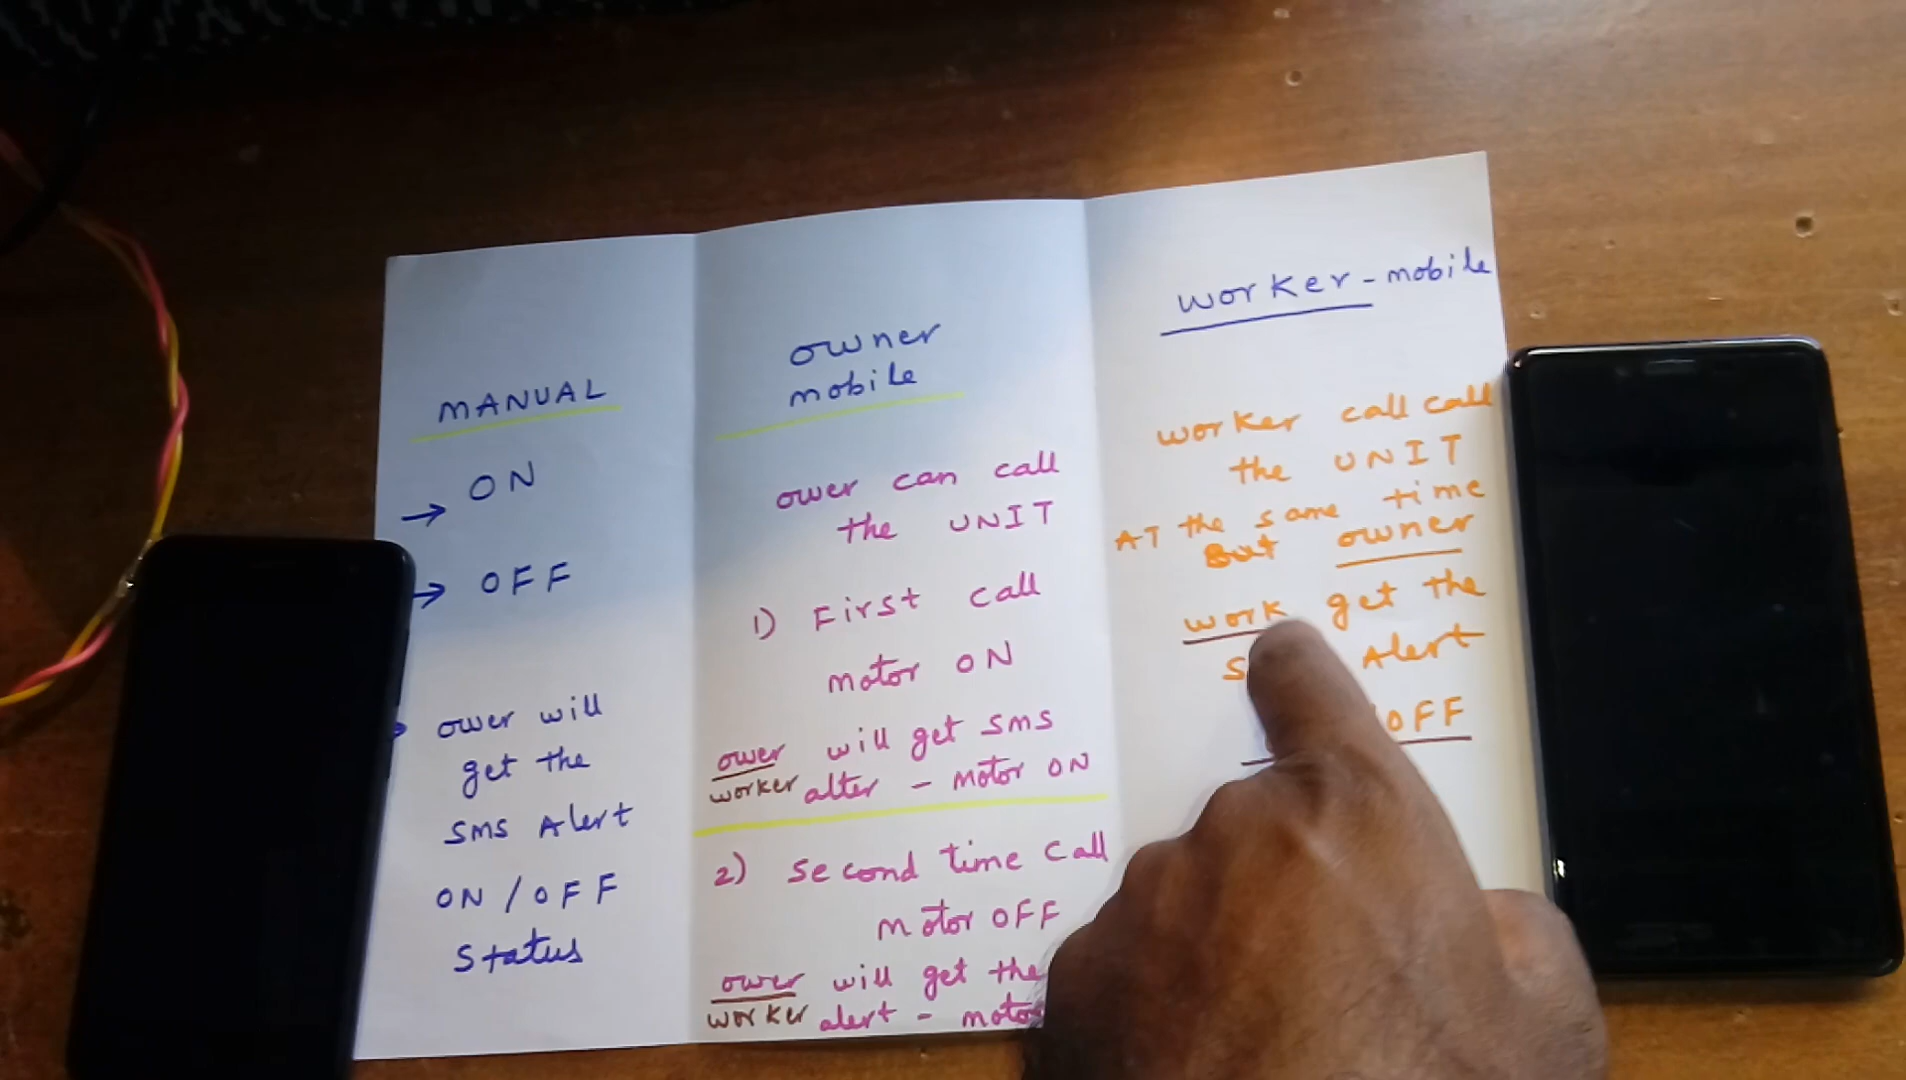 MANUAL
→ ON
→ OFF
ower will
get the
SMS Alert
ON / OFF
Status
owner
mobile
ower can call
the UNIT
1) First call
motor ON
ower will get sms
worker alter - motor ON
2) Second time call
motor OFF
ower will get the
worker alert - motor
worker - mobile
worker call call
the UNIT
AT the same time
But owner
work get the
Alert
OFF